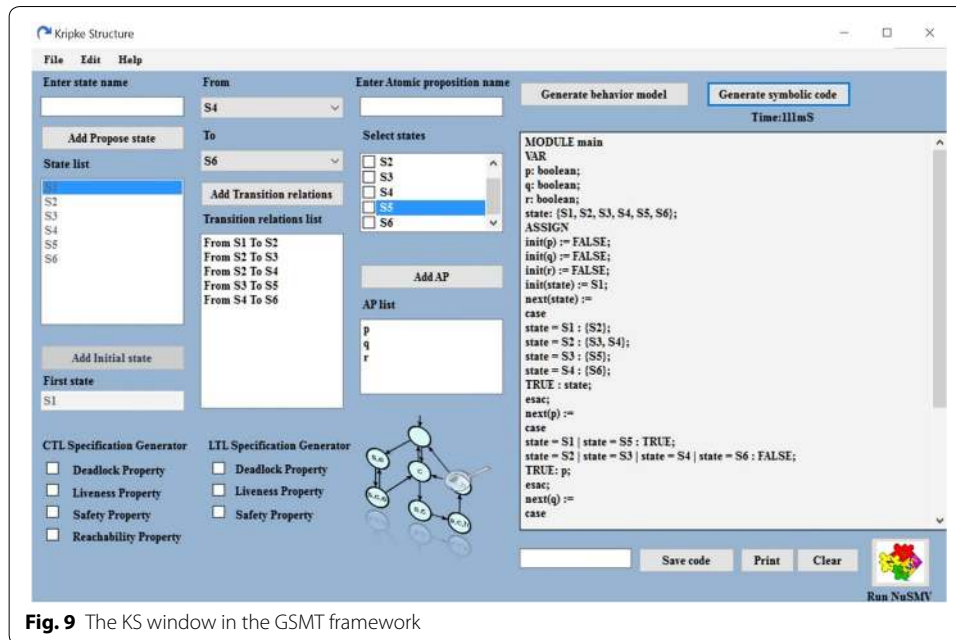 Kripke Structure
File Edit Help
Enter state name
Add Propose state
State list
S1
S2
S3
S4
S5
S6
Add Initial state
First state
S1
From
S4
To
S6
Add Transition relations
Transition relations list
From S1 To S2
From S2 To S3
From S2 To S4
From S3 To S5
From S4 To S6
Enter Atomic proposition name
Select states
S2
S3
S4
S5
S6
Add AP
AP list
p
q
r
Generate behavior model
Generate symbolic code
Time:111mS
MODULE main
VAR
p: boolean;
q: boolean;
r: boolean;
state: {S1, S2, S3, S4, S5, S6};
ASSIGN
init(p) := FALSE;
init(q) := FALSE;
init(r) := FALSE;
init(state) := S1;
next(state) :=
case
state = S1 : {S2};
state = S2 : {S3, S4};
state = S3 : {S5};
state = S4 : {S6};
TRUE : state;
esac;
next(p) :=
case
state = S1 | state = S5 : TRUE;
state = S2 | state = S3 | state = S4 | state = S6 : FALSE;
TRUE: p;
esac;
next(q) :=
case
CTL Specification Generator
Deadlock Property
Liveness Property
Safety Property
Reachability Property
LTL Specification Generator
Deadlock Property
Liveness Property
Safety Property
c
Save code
Print
Clear
Run NuSMV
Fig. 9 The KS window in the GSMT framework